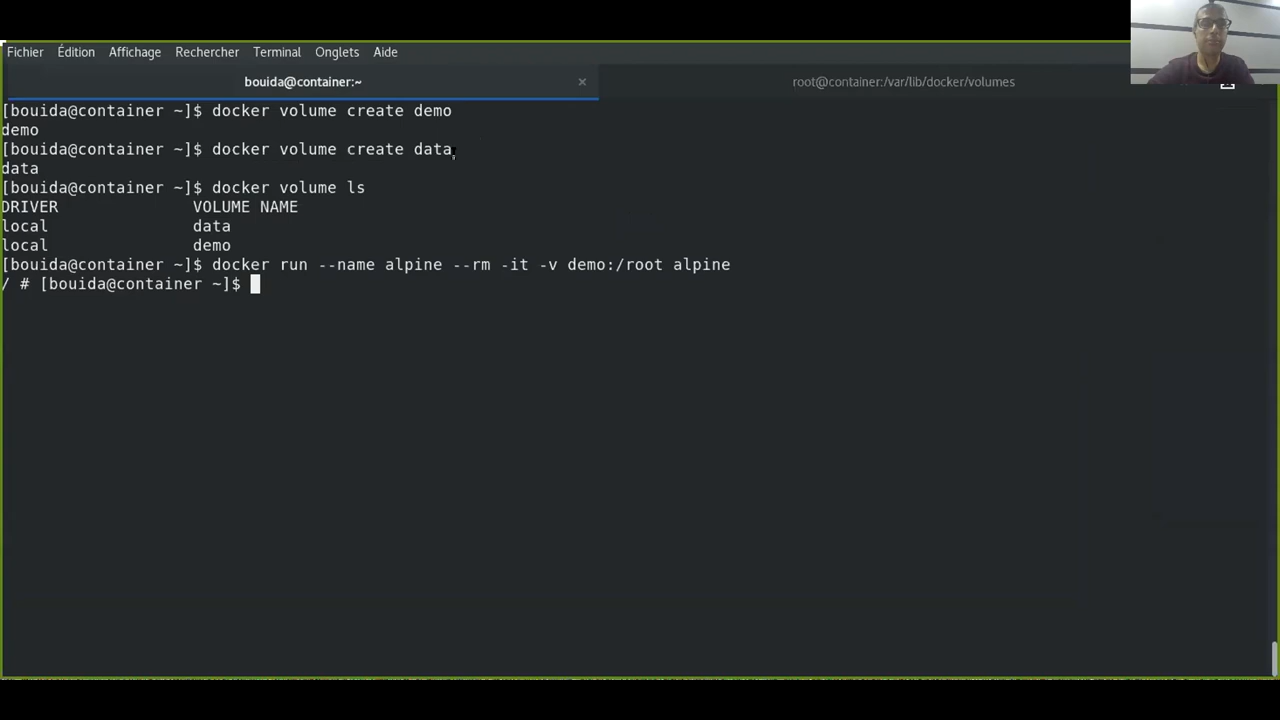 Fichier Édition Affichage Rechercher Terminal Onglets Aide
bouida@container:~ × root@container:/var/lib/docker/volumes
[bouida@container ~]$ docker volume create demo
demo
[bouida@container ~]$ docker volume create data
data
[bouida@container ~]$ docker volume ls
DRIVER VOLUME NAME
local data
local demo
[bouida@container ~]$ docker run --name alpine --rm -it -v demo:/root alpine
/ # [bouida@container ~]$